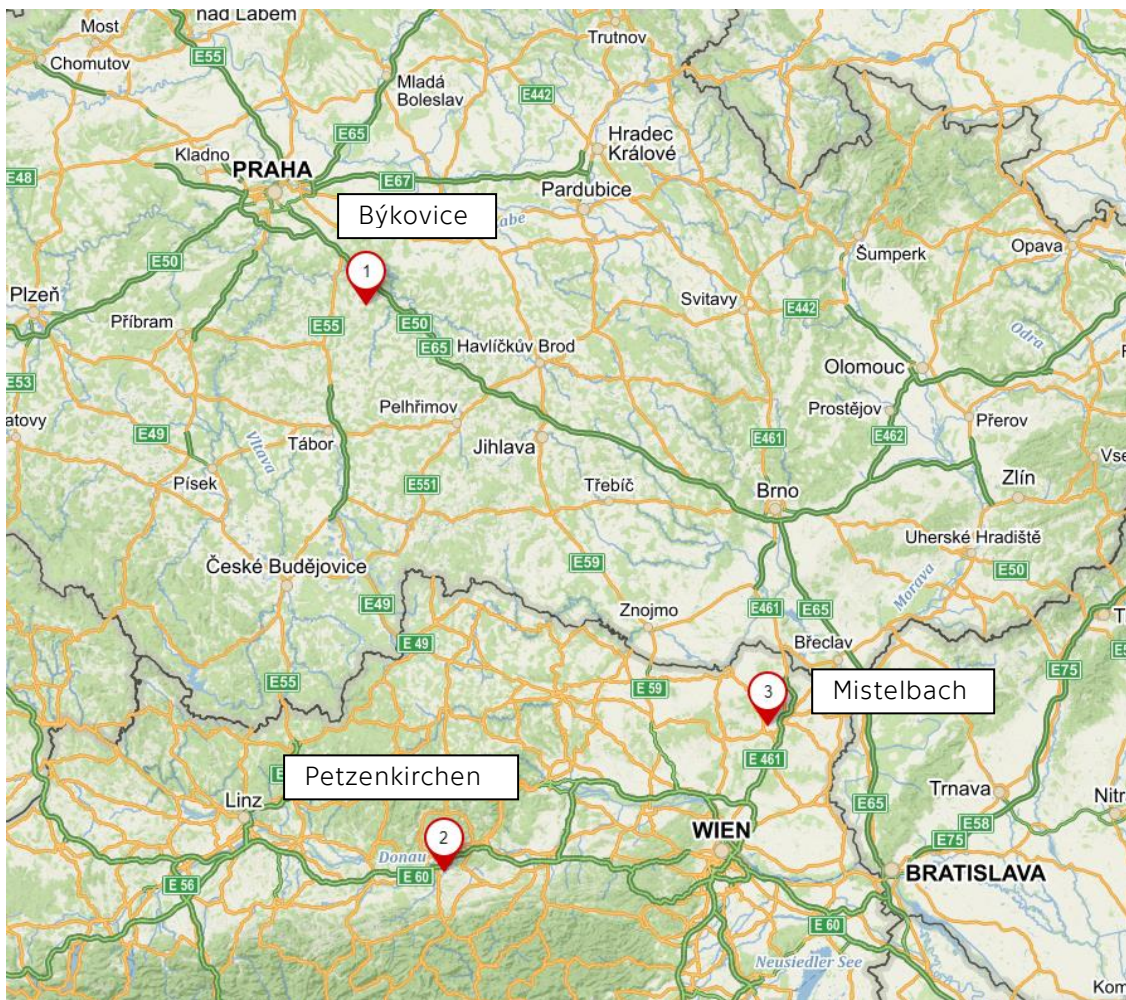 nad Labem
Most
E55
Trutnov
Chomutov
Mladá
Boleslav
E442
E65
Hradec
Králové
Kladno
PRAHA
E48
E67
Pardubice
Býkovice
abe
Šumperk
Opava
E50
1
Plzeň
Svitavy
E442
Příbram
E55
E50
E65
Odra
Havlíčkův Brod
Olomouc
E53
Pelhřimov
Prostějov
Přerov
atovy
E49
Vltava
Tábor
Jihlava
E461
E462
Vse
Písek
E551
Třebíč
Brno
Zlín
Uherské Hradiště
České Budějovice
E59
E50
Morava
E49
Znojmo
E461
E65
T
E 49
Břeclav
E75
E55
E 59
3
Mistelbach
Petzenkirchen
E 461
Linz
E65
Trnava
Nitr
WIEN
E58
2
Donau
E75
E 60
E 56
BRATISLAVA
E 60
Neusiedler See
Kom